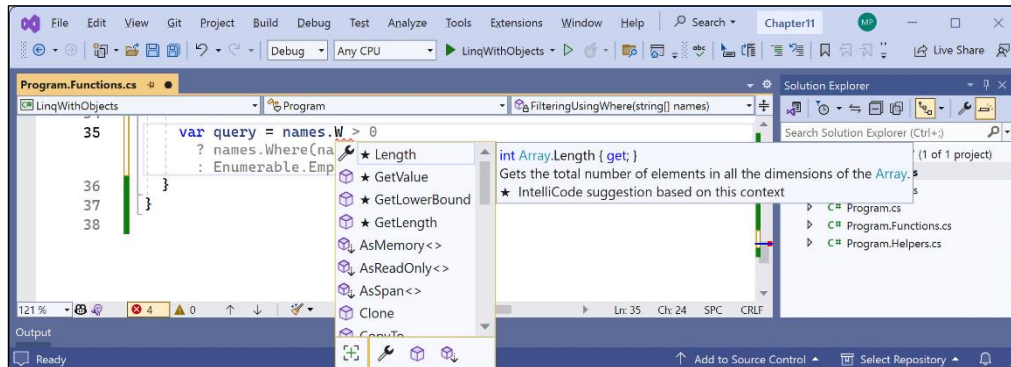 File Edit View Git Project Build Debug Test Analyze Tools Extensions Window Help Search Chapter11 MP
Debug Any CPU LinqWithObjects Live Share
Program.Functions.cs
LinqWithObjects Program FilteringUsingWhere(string[] names)
35 var query = names.W > 0
? names.Where(na
: Enumerable.Emp
36 }
37 }
38
★ Length
★ GetValue
★ GetLowerBound
★ GetLength
AsMemory<>
AsReadOnly<>
AsSpan<>
Clone
CopyTo
int Array.Length { get; }
Gets the total number of elements in all the dimensions of the Array.
★ IntelliCode suggestion based on this context
Solution Explorer
Search Solution Explorer (Ctrl+;)
(1 of 1 project)
C# Program.cs
C# Program.Functions.cs
C# Program.Helpers.cs
121 % 4 0 Ln: 35 Ch: 24 SPC CRLF
Output
Ready Add to Source Control Select Repository